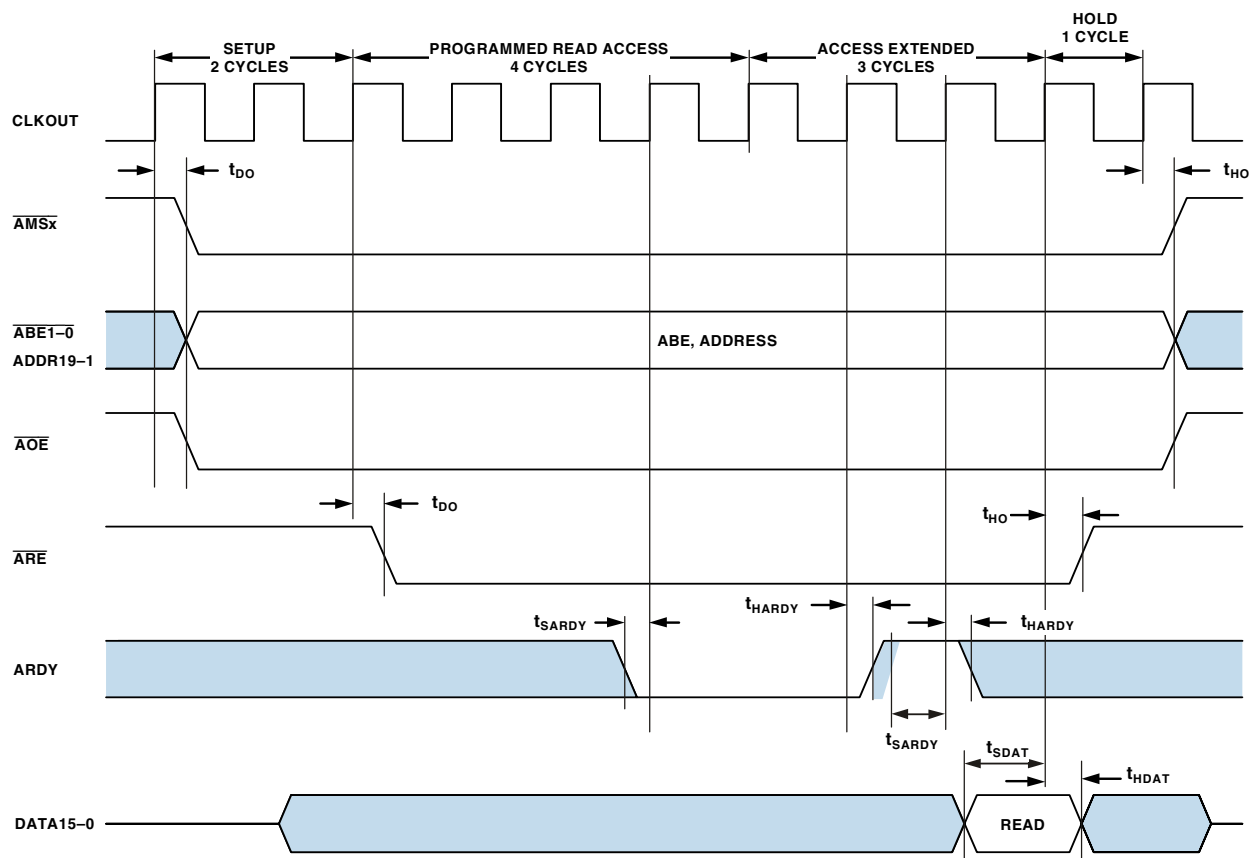 SETUP
2 CYCLES
PROGRAMMED READ ACCESS
4 CYCLES
ACCESS EXTENDED
3 CYCLES
HOLD
1 CYCLE
CLKOUT
tDO
tHO
AMSx
ABE1–0
ADDR19–1
ABE, ADDRESS
AOE
tDO
tHO
ARE
tSARDY
tHARDY
tHARDY
ARDY
tSARDY
tSDAT
tHDAT
DATA15–0
READ